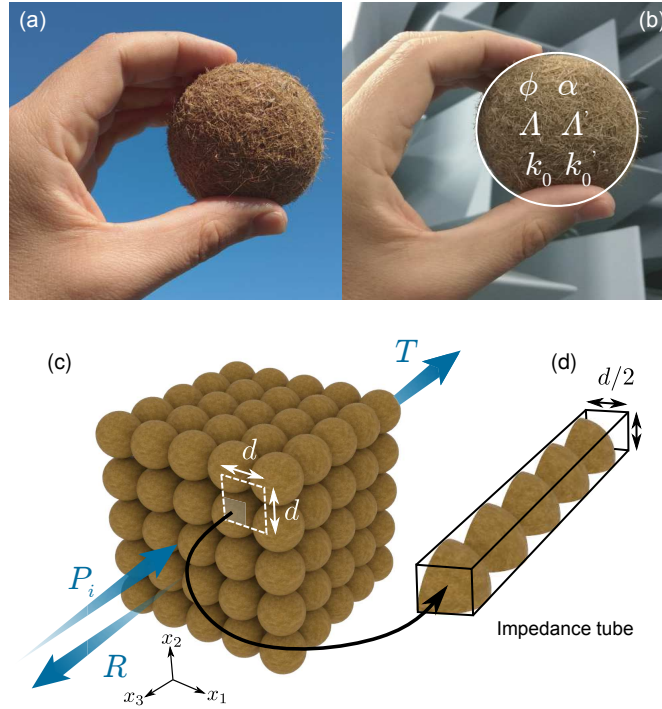 (a)
(b)
ϕ α
Λ Λ'
k₀ k₀'
(c)
T
(d)
d/2
d
d
Pᵢ
R
x₂
x₃
x₁
Impedance tube